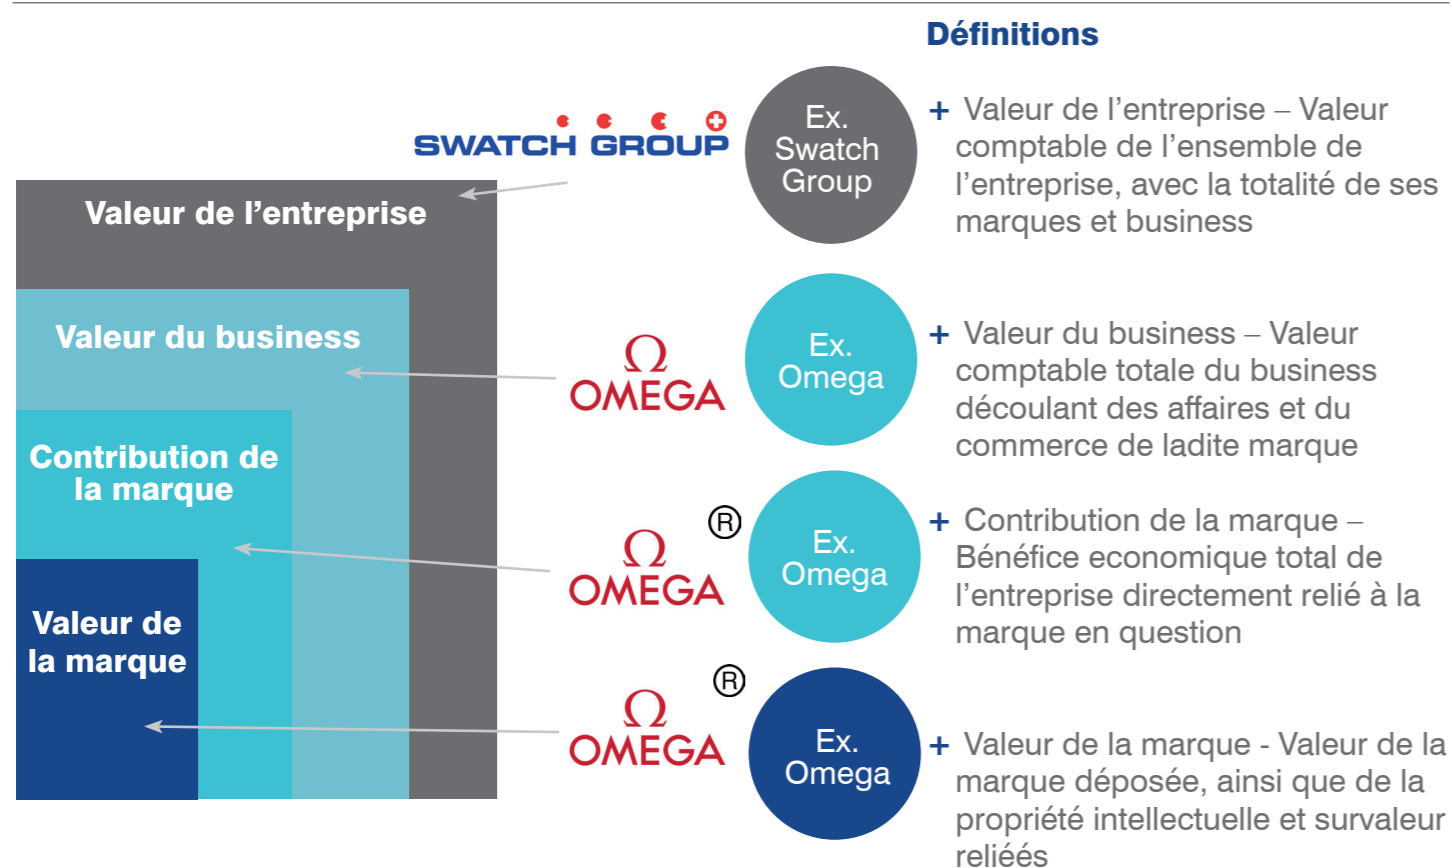 Définitions
SWATCH GROUP
Valeur de l’entreprise
Valeur du business
Contribution de
la marque
Valeur de
la marque
Ex.
Swatch
Group
+ Valeur de l’entreprise – Valeur
comptable de l’ensemble de
l’entreprise, avec la totalité de ses
marques et business
Ω
OMEGA
Ex.
Omega
+ Valeur du business – Valeur
comptable totale du business
découlant des affaires et du
commerce de ladite marque
®
Ω
OMEGA
Ex.
Omega
+ Contribution de la marque –
Bénéfice economique total de
l’entreprise directement relié à la
marque en question
®
Ω
OMEGA
Ex.
Omega
+ Valeur de la marque - Valeur de la
marque déposée, ainsi que de la
propriété intellectuelle et survaleur
reliéés